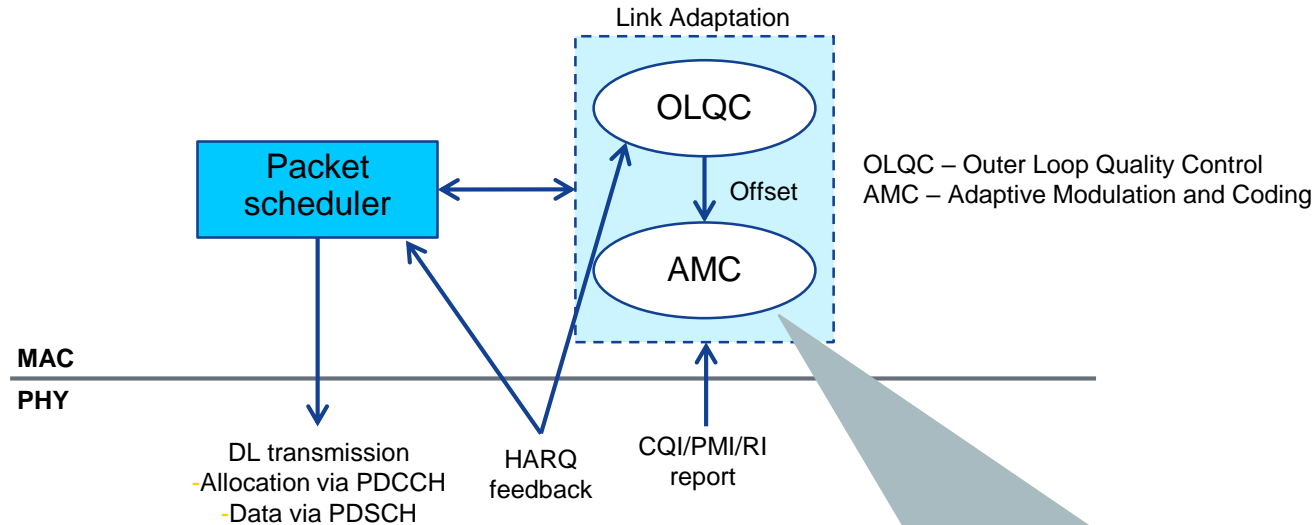 Link Adaptation
OLQC
Packet
scheduler
Offset
OLQC – Outer Loop Quality Control
AMC – Adaptive Modulation and Coding
AMC
MAC
PHY
DL transmission
-Allocation via PDCCH
-Data via PDSCH
HARQ
feedback
CQI/PMI/RI
report